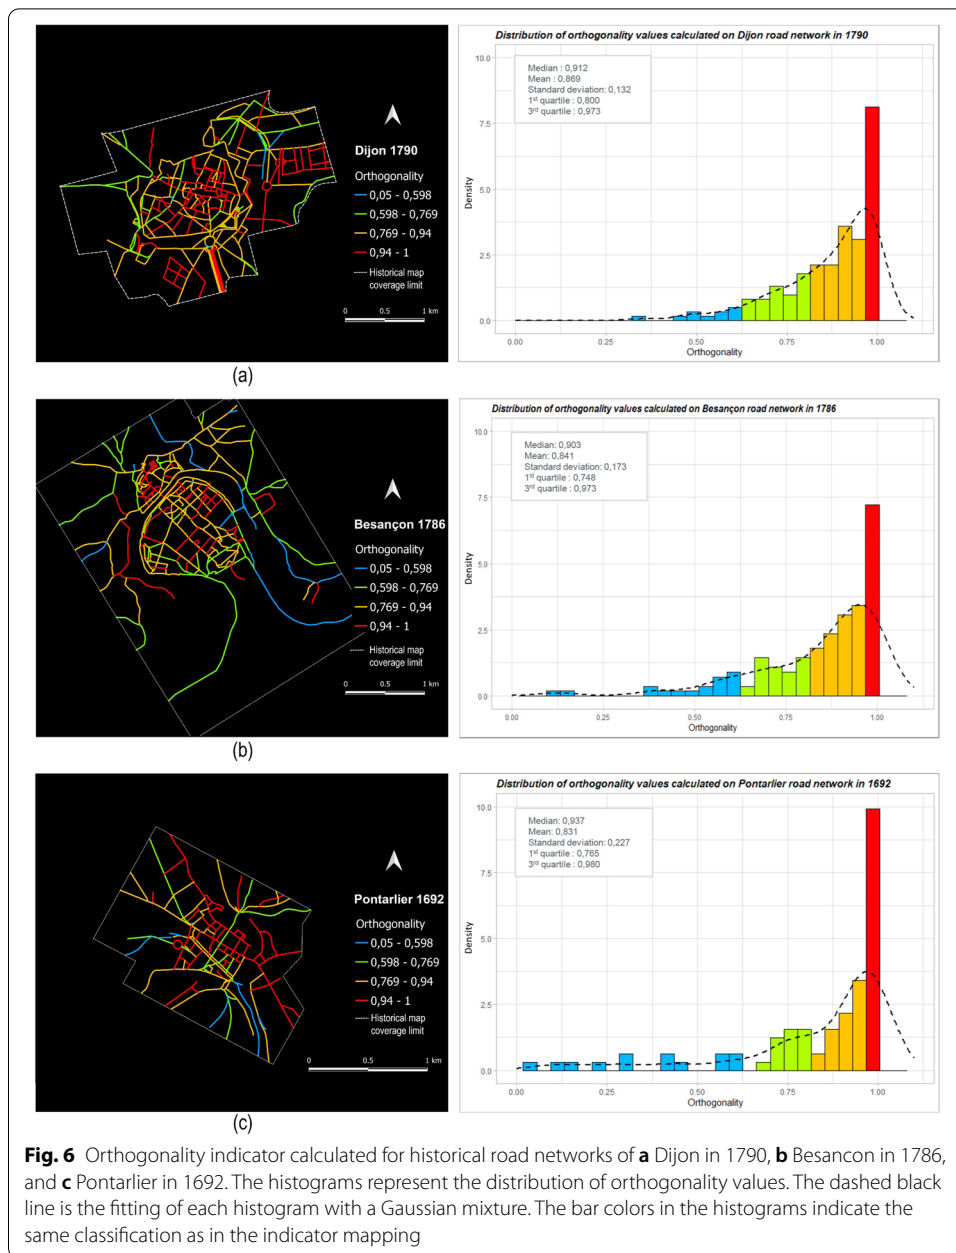 Dijon 1790
Orthogonality
0,05 - 0,598
0,598 - 0,769
0,769 - 0,94
0,94 - 1
Historical map
coverage limit
0 0.5 1 km
(a)
Distribution of orthogonality values calculated on Dijon road network in 1790
Median : 0,912
Mean : 0,869
Standard deviation: 0,132
1st quartile : 0,800
3rd quartile : 0,973
Density
10.0
7.5
5.0
2.5
0.0
0.00 0.25 0.50 0.75 1.00
Orthogonality
Besançon 1786
Orthogonality
0,05 - 0,598
0,598 - 0,769
0,769 - 0,94
0,94 - 1
Historical map
coverage limit
0 0.5 1 km
(b)
Distribution of orthogonality values calculated on Besançon road network in 1786
Median: 0,903
Mean: 0,841
Standard deviation: 0,173
1st quartile : 0,748
3rd quartile : 0,973
Density
10.0
7.5
5.0
2.5
0.0
0.00 0.25 0.50 0.75 1.00
Orthogonality
Pontarlier 1692
Orthogonality
0,05 - 0,598
0,598 - 0,769
0,769 - 0,94
0,94 - 1
Historical map
coverage limit
0 0.5 1 km
(c)
Distribution of orthogonality values calculated on Pontarlier road network in 1692
Median: 0,937
Mean: 0,831
Standard deviation: 0,227
1st quartile : 0,765
3rd quartile : 0,980
Density
10.0
7.5
5.0
2.5
0.0
0.00 0.25 0.50 0.75 1.00
Orthogonality
Fig. 6 Orthogonality indicator calculated for historical road networks of a Dijon in 1790, b Besancon in 1786,
and c Pontarlier in 1692. The histograms represent the distribution of orthogonality values. The dashed black
line is the fitting of each histogram with a Gaussian mixture. The bar colors in the histograms indicate the
same classification as in the indicator mapping